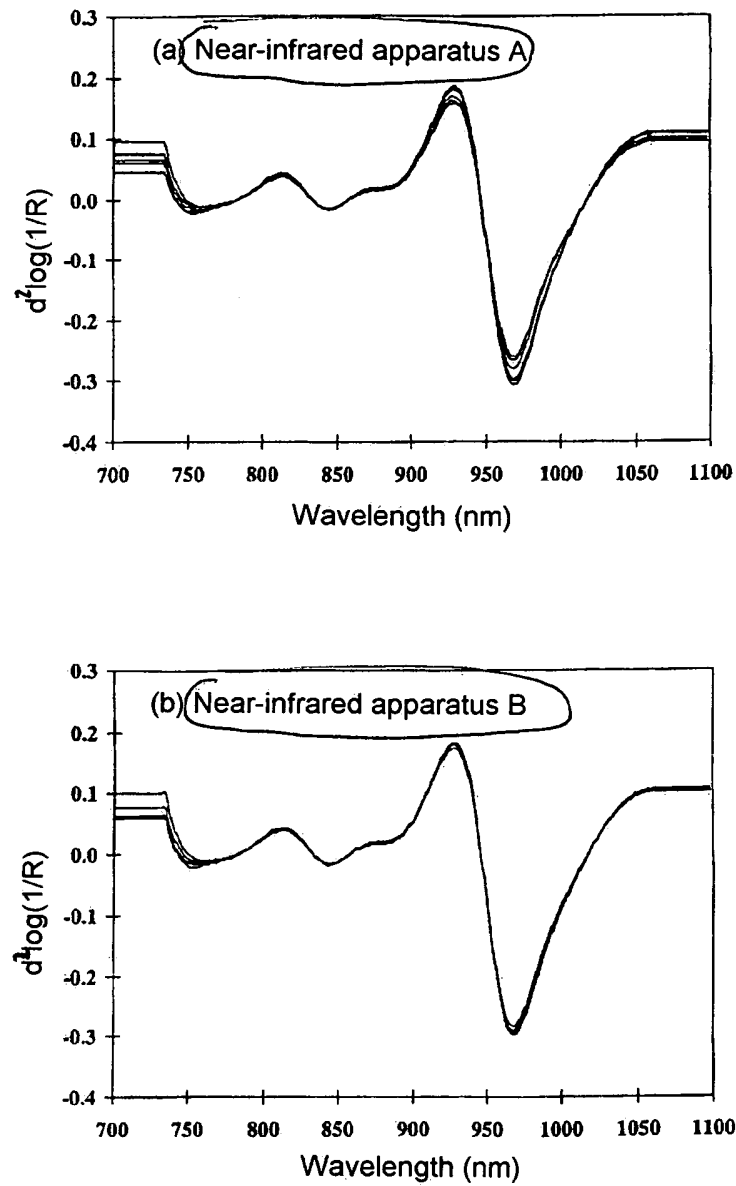 0.3
(a) Near-infrared apparatus A
0.2
0.1
0.0
-0.1
-0.2
-0.3
-0.4
d²log(1/R)
700 750 800 850 900 950 1000 1050 1100
Wavelength (nm)
0.3
(b) Near-infrared apparatus B
0.2
0.1
0.0
-0.1
-0.2
-0.3
-0.4
d²log(1/R)
700 750 800 850 900 950 1000 1050 1100
Wavelength (nm)